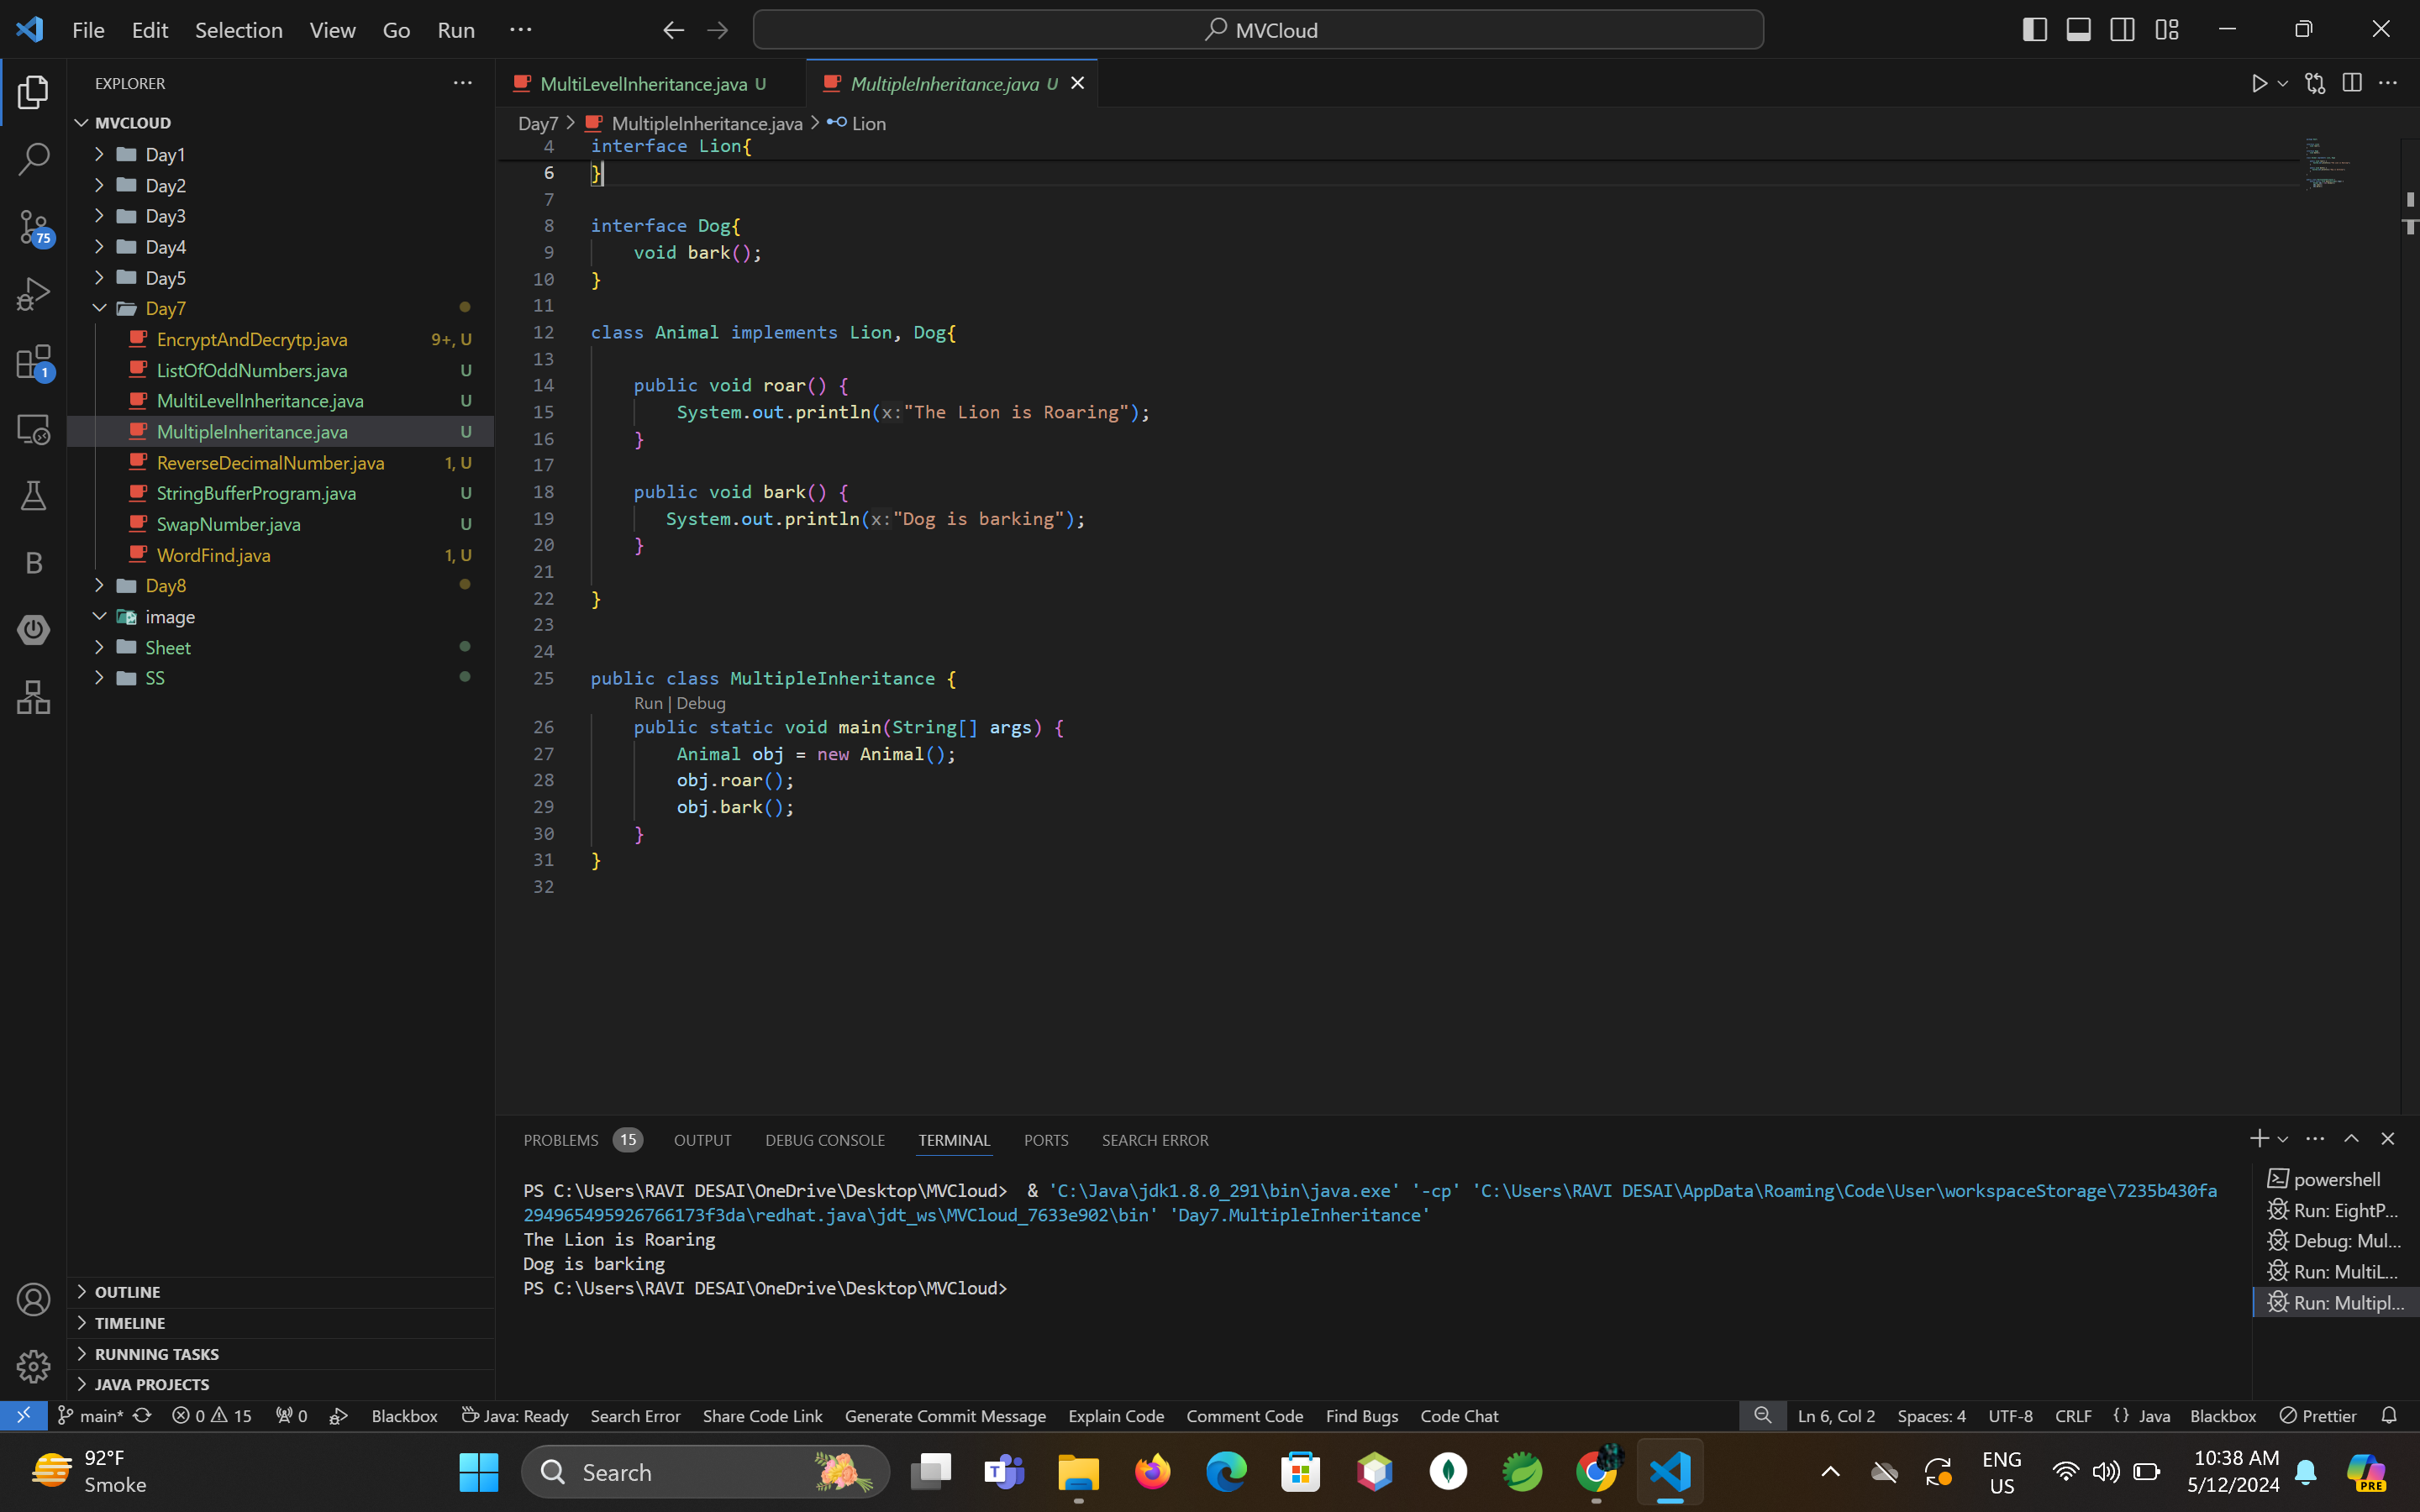 File Edit Selection View Go Run ···
MVCloud
EXPLORER
MVCLOUD
Day1
Day2
Day3
Day4
Day5
Day7
EncryptAndDecrytp.java 9+, U
ListOfOddNumbers.java U
MultiLevelInheritance.java U
MultipleInheritance.java U
ReverseDecimalNumber.java 1, U
StringBufferProgram.java U
SwapNumber.java U
WordFind.java 1, U
Day8
image
Sheet
SS
75
1
B
OUTLINE
TIMELINE
RUNNING TASKS
JAVA PROJECTS
MultiLevelInheritance.java U MultipleInheritance.java U
Day7 > MultipleInheritance.java > Lion
4 interface Lion{
6 }
7
8 interface Dog{
9 void bark();
10 }
11
12 class Animal implements Lion, Dog{
13
14 public void roar() {
15 System.out.println(x:"The Lion is Roaring");
16 }
17
18 public void bark() {
19 System.out.println(x:"Dog is barking");
20 }
21
22 }
23
24
25 public class MultipleInheritance {
Run | Debug
26 public static void main(String[] args) {
27 Animal obj = new Animal();
28 obj.roar();
29 obj.bark();
30 }
31 }
32
PROBLEMS 15 OUTPUT DEBUG CONSOLE TERMINAL PORTS SEARCH ERROR
PS C:\Users\RAVI DESAI\OneDrive\Desktop\MVCloud> & 'C:\Java\jdk1.8.0_291\bin\java.exe' '-cp' 'C:\Users\RAVI DESAI\AppData\Roaming\Code\User\workspaceStorage\7235b430fa
2949654959267661​73f3da\redhat.java\jdt_ws\MVCloud_7633e902\bin' 'Day7.MultipleInheritance'
The Lion is Roaring
Dog is barking
PS C:\Users\RAVI DESAI\OneDrive\Desktop\MVCloud>
powershell
Run: EightP...
Debug: Mul...
Run: MultiL...
Run: Multipl...
main* 0 15 0 Blackbox Java: Ready Search Error Share Code Link Generate Commit Message Explain Code Comment Code Find Bugs Code Chat Ln 6, Col 2 Spaces: 4 UTF-8 CRLF {} Java Blackbox Prettier
92°F
Smoke
Search
ENG
US
10:38 AM
5/12/2024
PRE